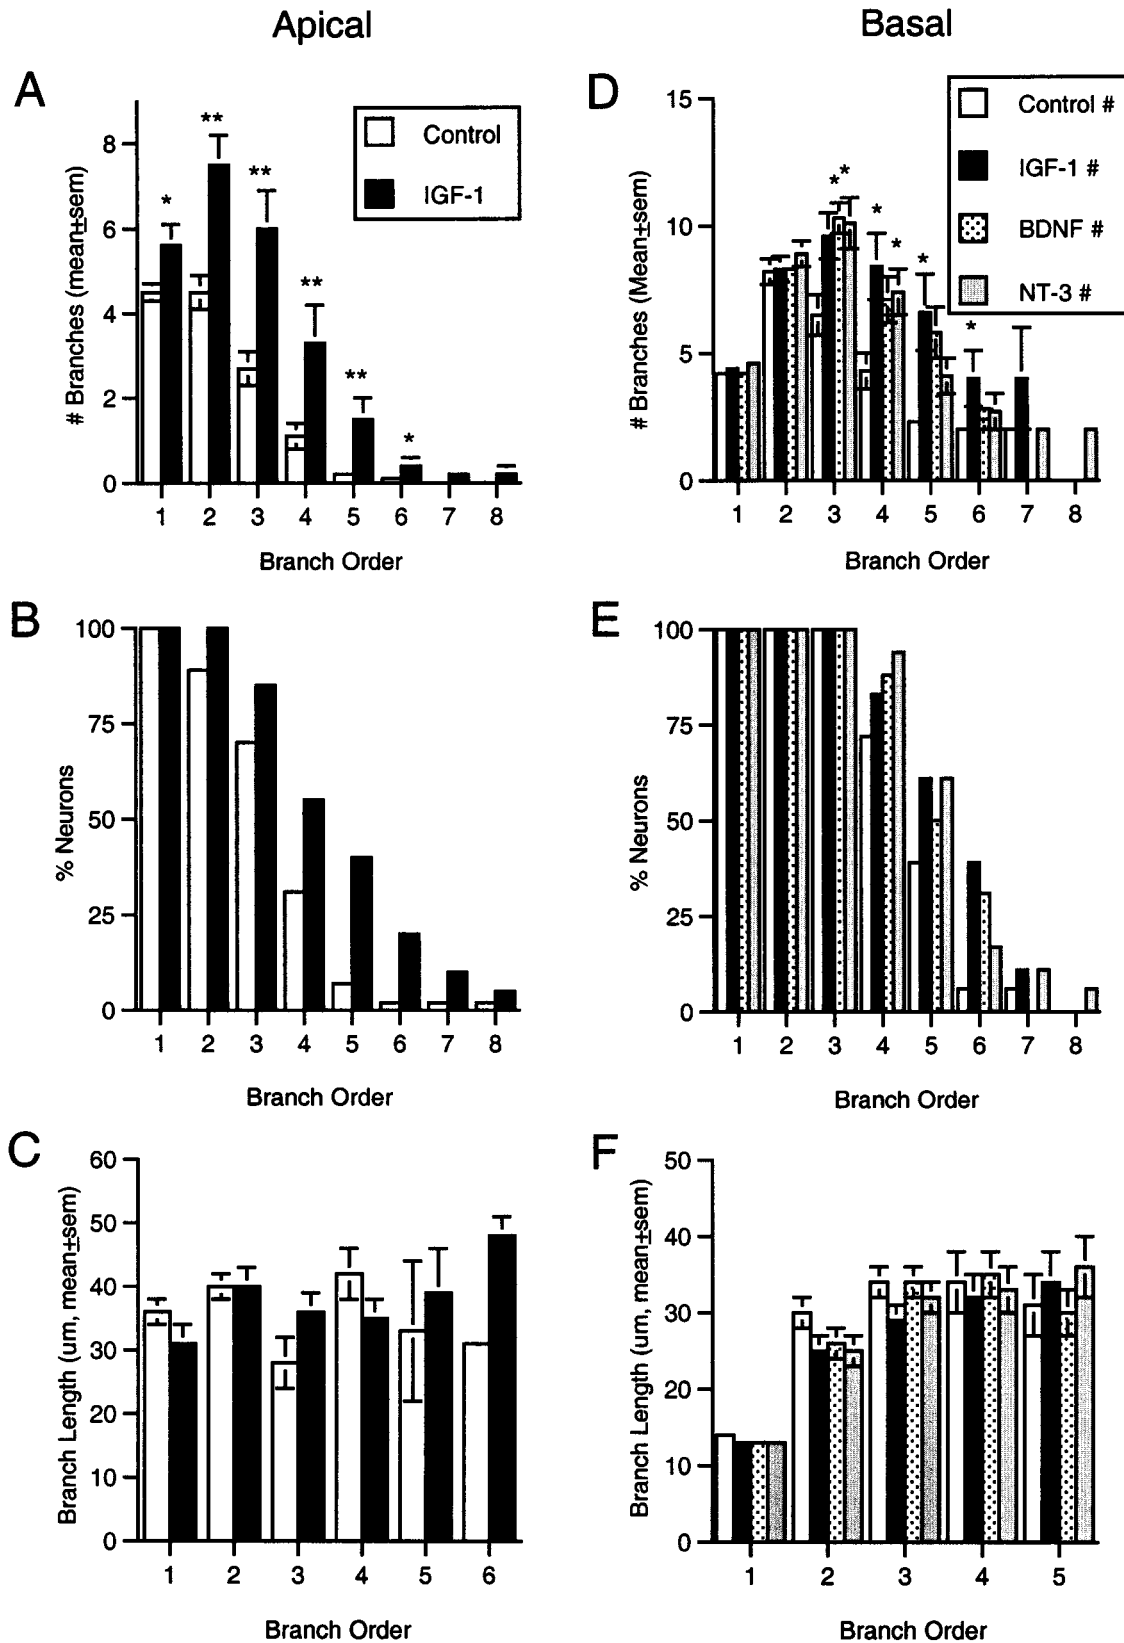 Apical
Basal
A
# Branches (mean±sem)
8
6
4
2
0
* ** ** ** ** *
Control
IGF-1
1 2 3 4 5 6 7 8
Branch Order
D
# Branches (Mean±sem)
15
10
5
0
* * * * * *
Control #
IGF-1 #
BDNF #
NT-3 #
1 2 3 4 5 6 7 8
Branch Order
B
% Neurons
100
75
50
25
0
1 2 3 4 5 6 7 8
Branch Order
E
% Neurons
100
75
50
25
0
1 2 3 4 5 6 7 8
Branch Order
C
Branch Length (um, mean±sem)
60
50
40
30
20
10
0
1 2 3 4 5 6
Branch Order
F
Branch Length (um, mean±sem)
50
40
30
20
10
0
1 2 3 4 5
Branch Order